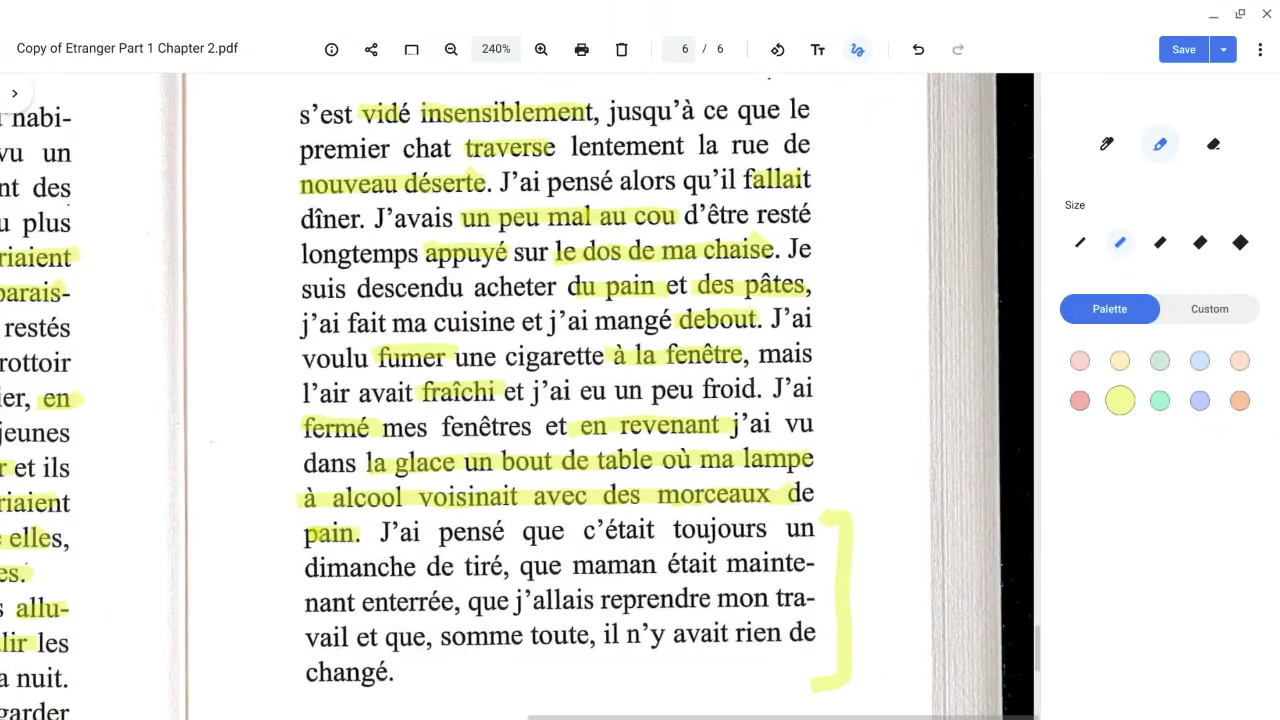 Copy of Etranger Part 1 Chapter 2.pdf
240%
6 / 6
Tт
Save
habi-
vu un
nt des
u plus
riaient
parais-
restés
rottoir
ier, en
jeunes
r et ils
riaient
elles,
es.
s allu-
lir les
a nuit.
garder
s’est vidé insensiblement, jusqu’à ce que le
premier chat traverse lentement la rue de
nouveau déserte. J’ai pensé alors qu’il fallait
dîner. J’avais un peu mal au cou d’être resté
longtemps appuyé sur le dos de ma chaise. Je
suis descendu acheter du pain et des pâtes,
j’ai fait ma cuisine et j’ai mangé debout. J’ai
voulu fumer une cigarette à la fenêtre, mais
l’air avait fraîchi et j’ai eu un peu froid. J’ai
fermé mes fenêtres et en revenant j’ai vu
dans la glace un bout de table où ma lampe
à alcool voisinait avec des morceaux de
pain. J’ai pensé que c’était toujours un
dimanche de tiré, que maman était mainte-
nant enterrée, que j’allais reprendre mon tra-
vail et que, somme toute, il n’y avait rien de
changé.
Size
Palette
Custom